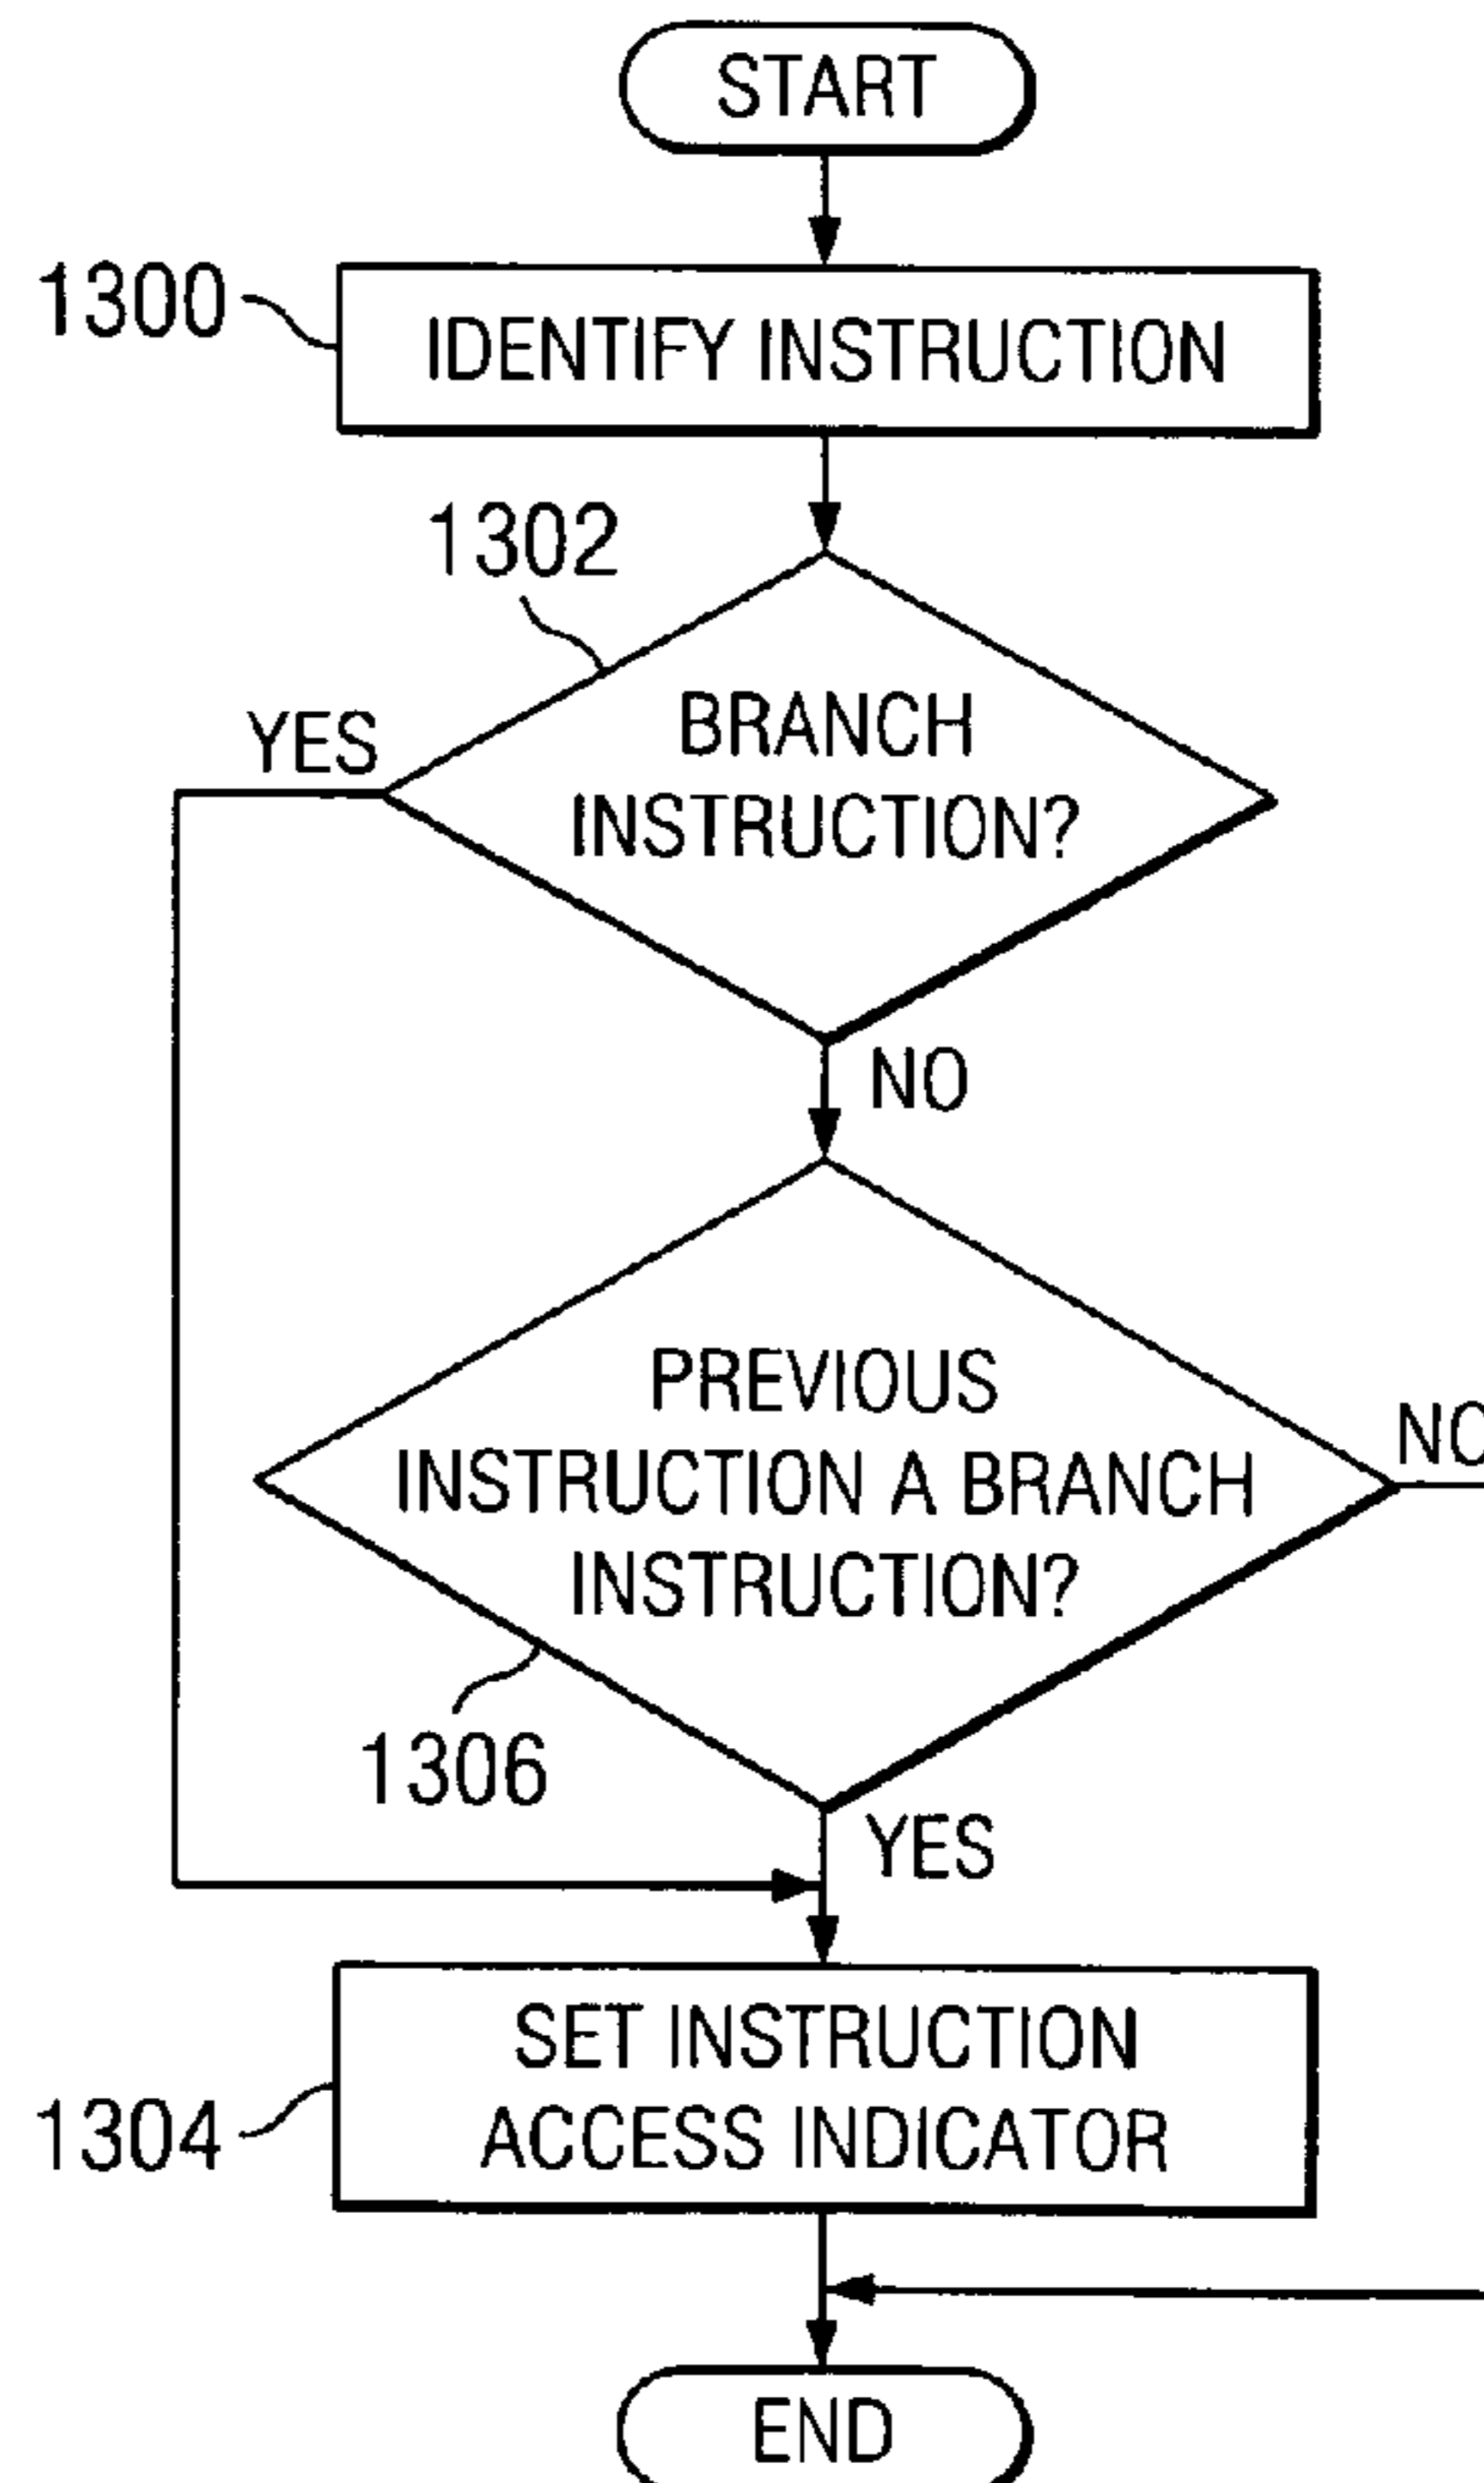 START
1300
IDENTIFY INSTRUCTION
1302
YES
BRANCH
INSTRUCTION?
NO
PREVIOUS
INSTRUCTION A BRANCH
INSTRUCTION?
NO
1306
YES
SET INSTRUCTION
ACCESS INDICATOR
1304
END